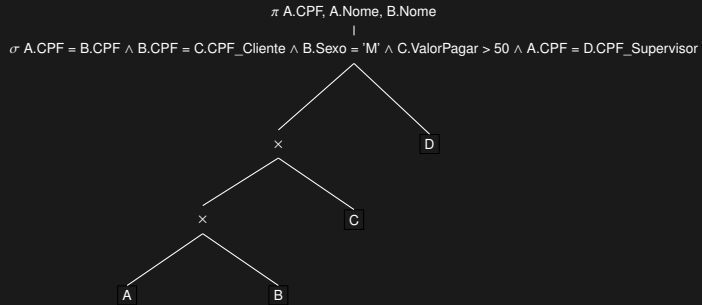 π A.CPF, A.Nome, B.Nome
σ A.CPF = B.CPF ∧ B.CPF = C.CPF_Cliente ∧ B.Sexo = 'M' ∧ C.ValorPagar > 50 ∧ A.CPF = D.CPF_Supervisor
× D
× C
A B